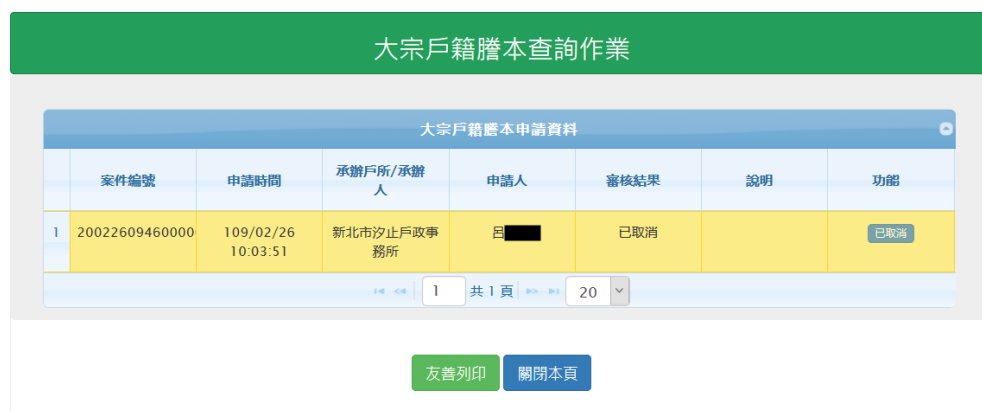 大宗戶籍謄本查詢作業
大宗戶籍謄本申請資料
案件編號 申請時間 承辦戶所/承辦人 申請人 審核結果 說明 功能
1 20022609460000 109/02/26 10:03:51 新北市汐止戶政事務所 呂 已取消 已取消
1 共 1 頁 20
友善列印 關閉本頁